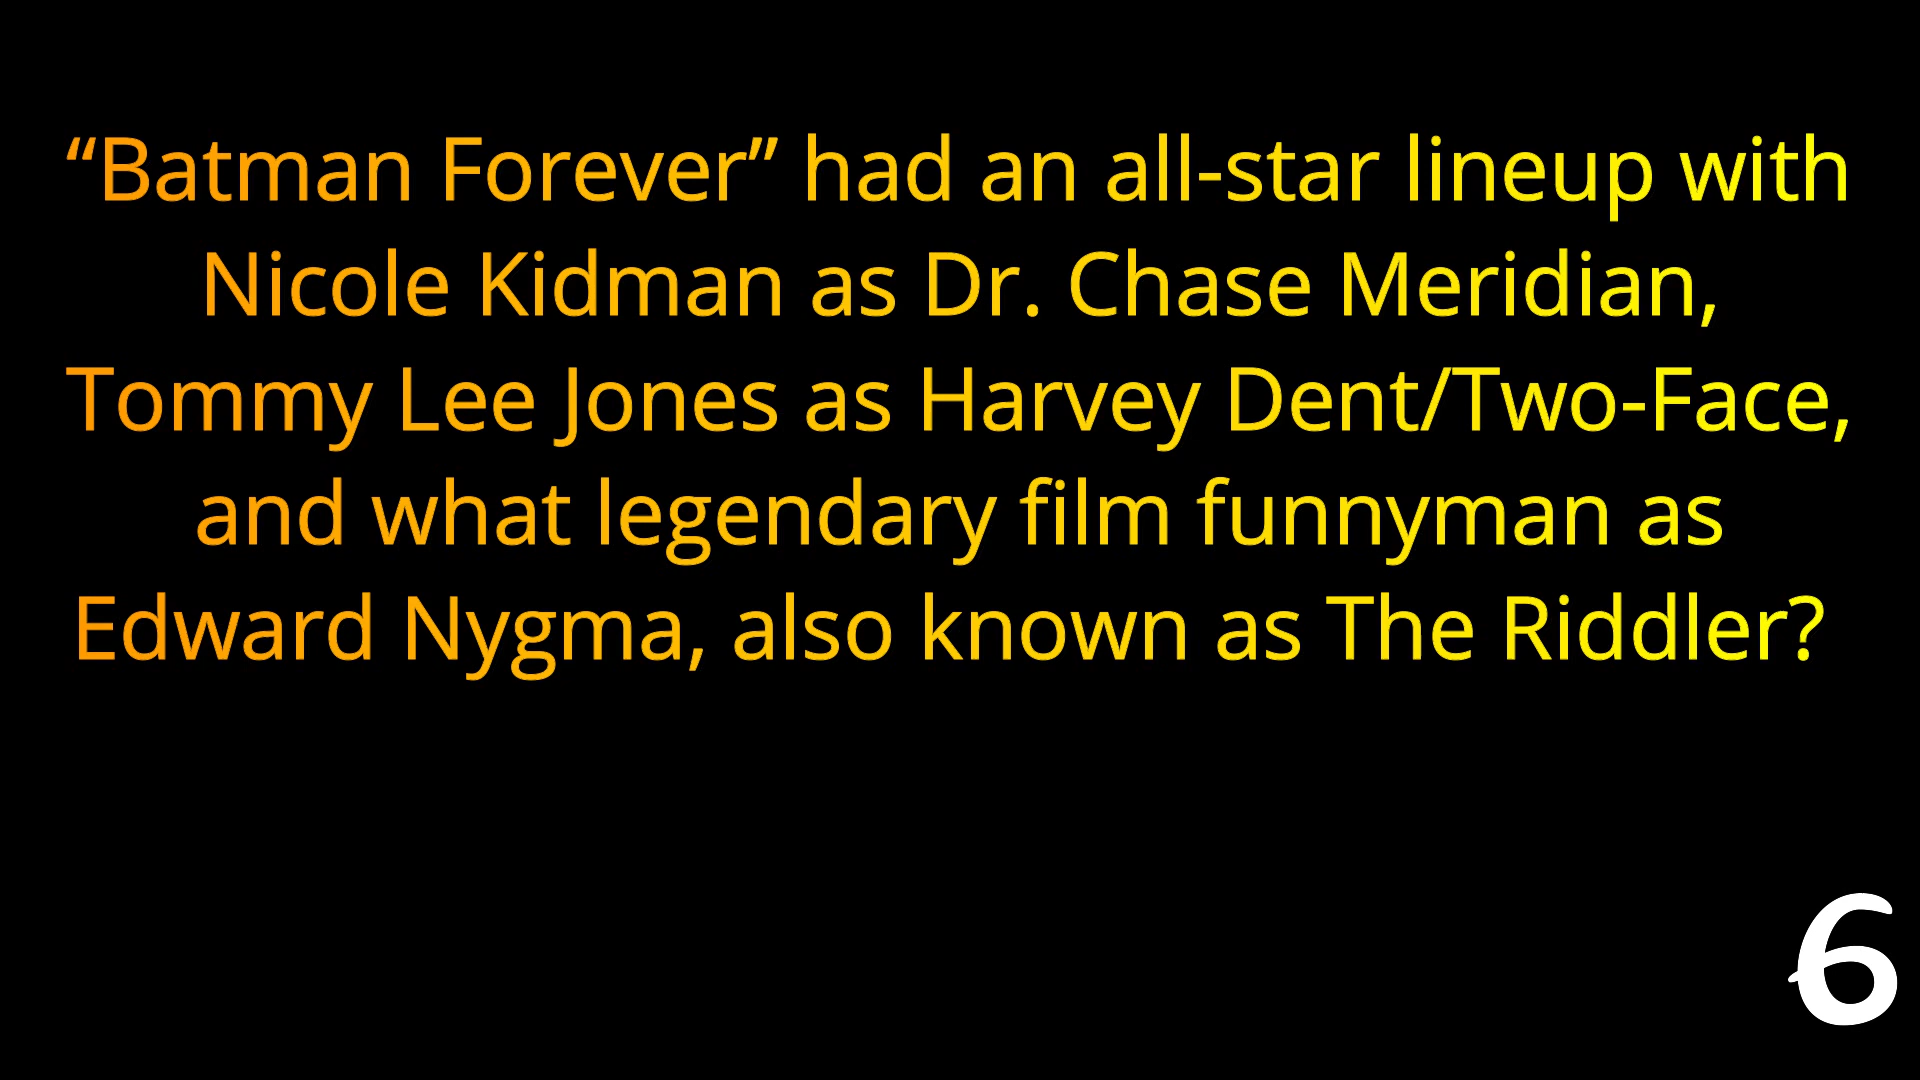 “Batman Forever” had an all-star lineup with
Nicole Kidman as Dr. Chase Meridian,
Tommy Lee Jones as Harvey Dent/Two-Face,
and what legendary film funnyman as
Edward Nygma, also known as The Riddler?
6